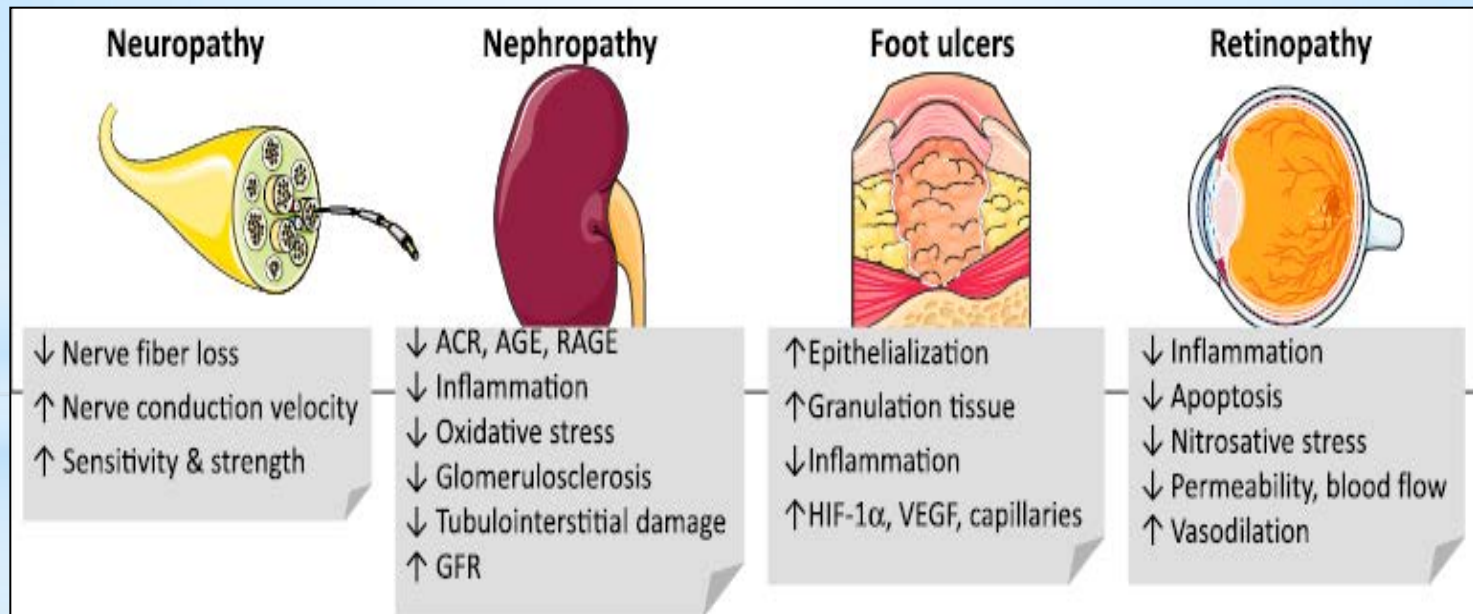 Neuropathy
↓ Nerve fiber loss
↑ Nerve conduction velocity
↑ Sensitivity & strength
Nephropathy
↓ ACR, AGE, RAGE
↓ Inflammation
↓ Oxidative stress
↓ Glomerulosclerosis
↓ Tubulointerstitial damage
↑ GFR
Foot ulcers
↑Epithelialization
↑Granulation tissue
↓Inflammation
↑HIF-1α, VEGF, capillaries
Retinopathy
↓ Inflammation
↓ Apoptosis
↓ Nitrosative stress
↓ Permeability, blood flow
↑ Vasodilation